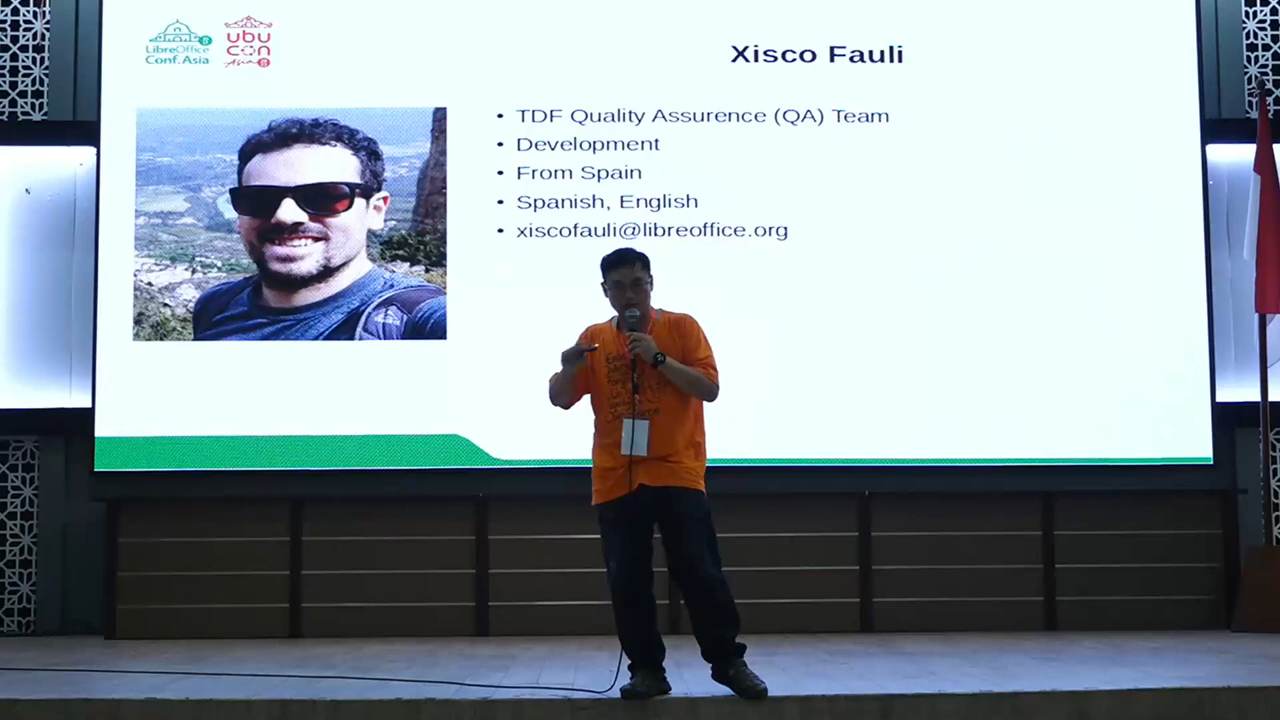 LibreOffice
Conf. Asia
ubu
con
Asia
Xisco Fauli
• TDF Quality Assurence (QA) Team
• Development
• From Spain
• Spanish, English
• xiscofauli@libreoffice.org